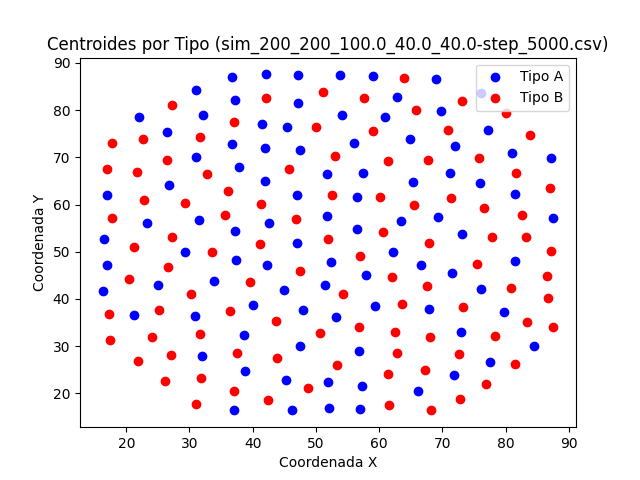 Centroides por Tipo (sim_200_200_100.0_40.0_40.0-step_5000.csv)
Tipo A
Tipo B
Coordenada Y
90
80
70
60
50
40
30
20
20 30 40 50 60 70 80 90
Coordenada X